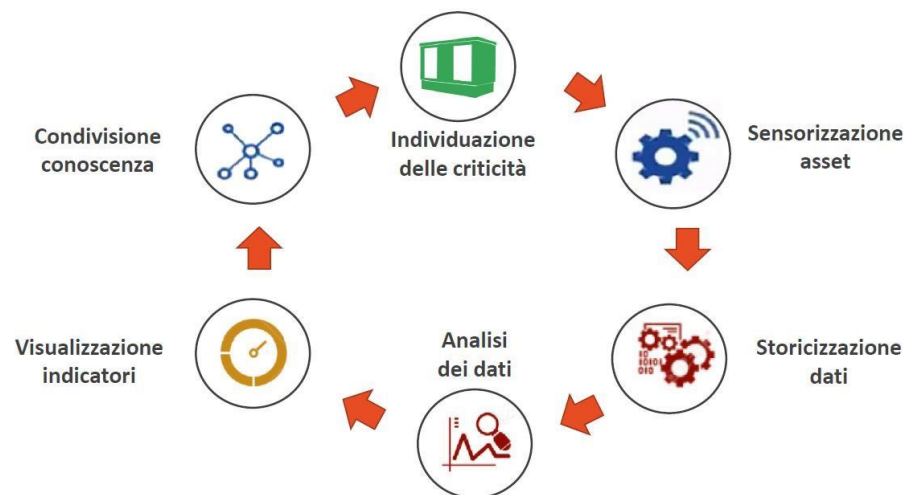 Individuazione
delle criticità
Sensorizzazione
asset
Storicizzazione
dati
Analisi
dei dati
Visualizzazione
indicatori
Condivisione
conoscenza